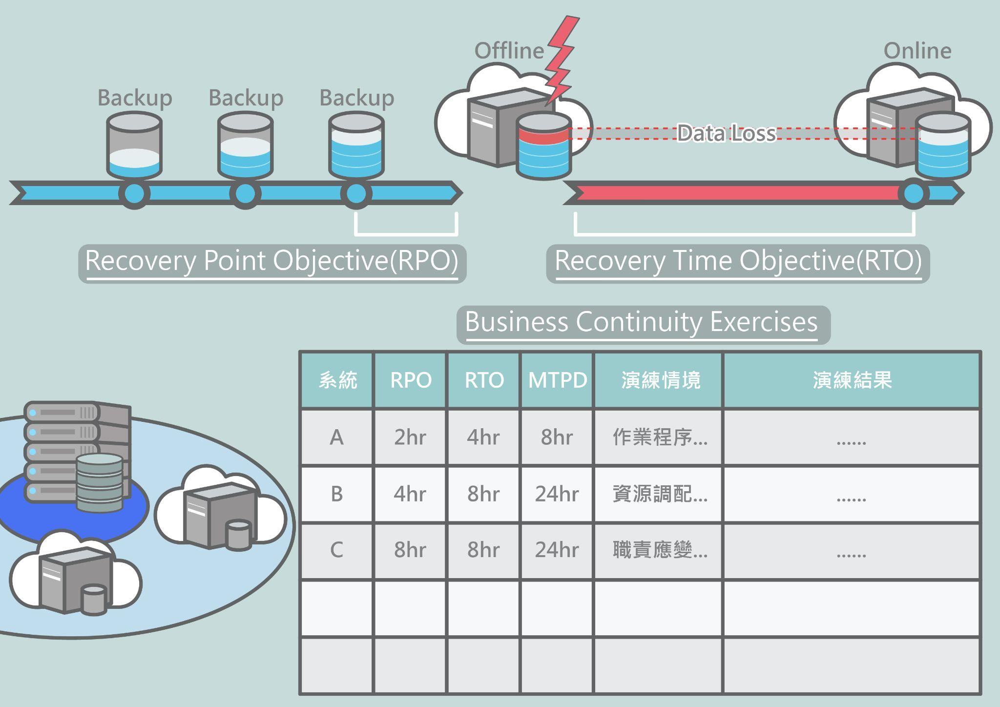 Offline
Online
Backup
Backup
Backup
Data Loss
Recovery Point Objective(RPO)
Recovery Time Objective(RTO)
Business Continuity Exercises
系統 RPO RTO MTPD 演練情境 演練結果
A 2hr 4hr 8hr 作業程序... ......
B 4hr 8hr 24hr 資源調配... ......
C 8hr 8hr 24hr 職責應變... ......